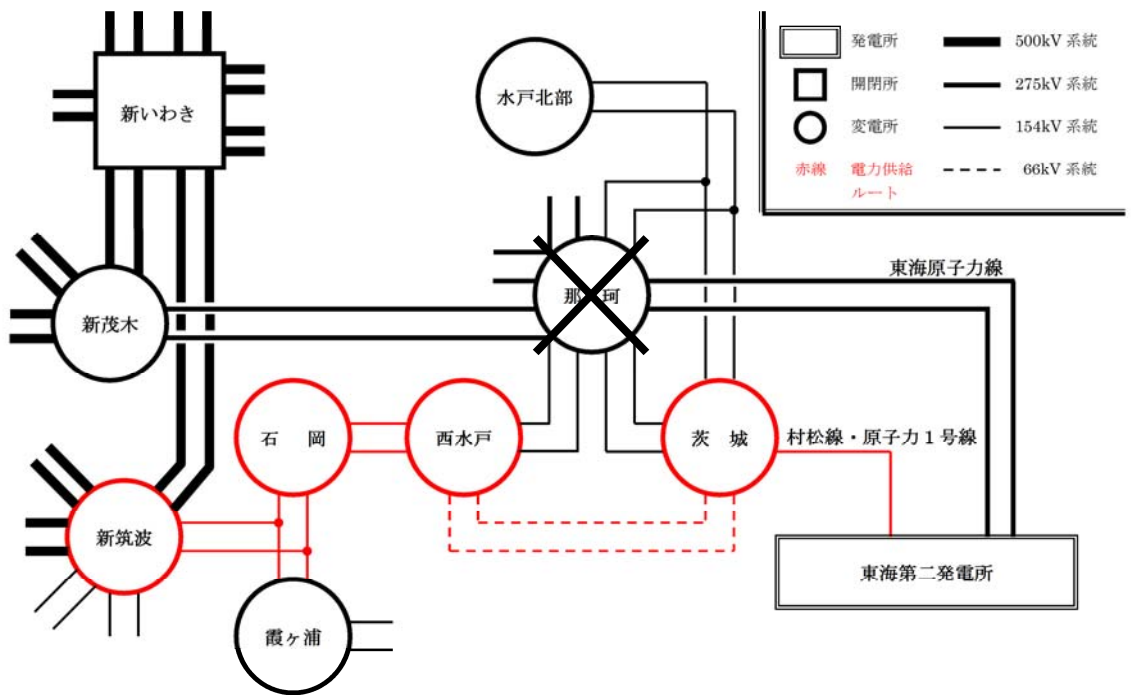 新いわき
水戸北部
発電所
500kV 系統
開閉所
275kV 系統
変電所
154kV 系統
赤線
電力供給
ルート
66kV 系統
東海原子力線
那 珂
新茂木
石 岡
西水戸
茨 城
村松線・原子力1号線
新筑波
東海第二発電所
霞ヶ浦